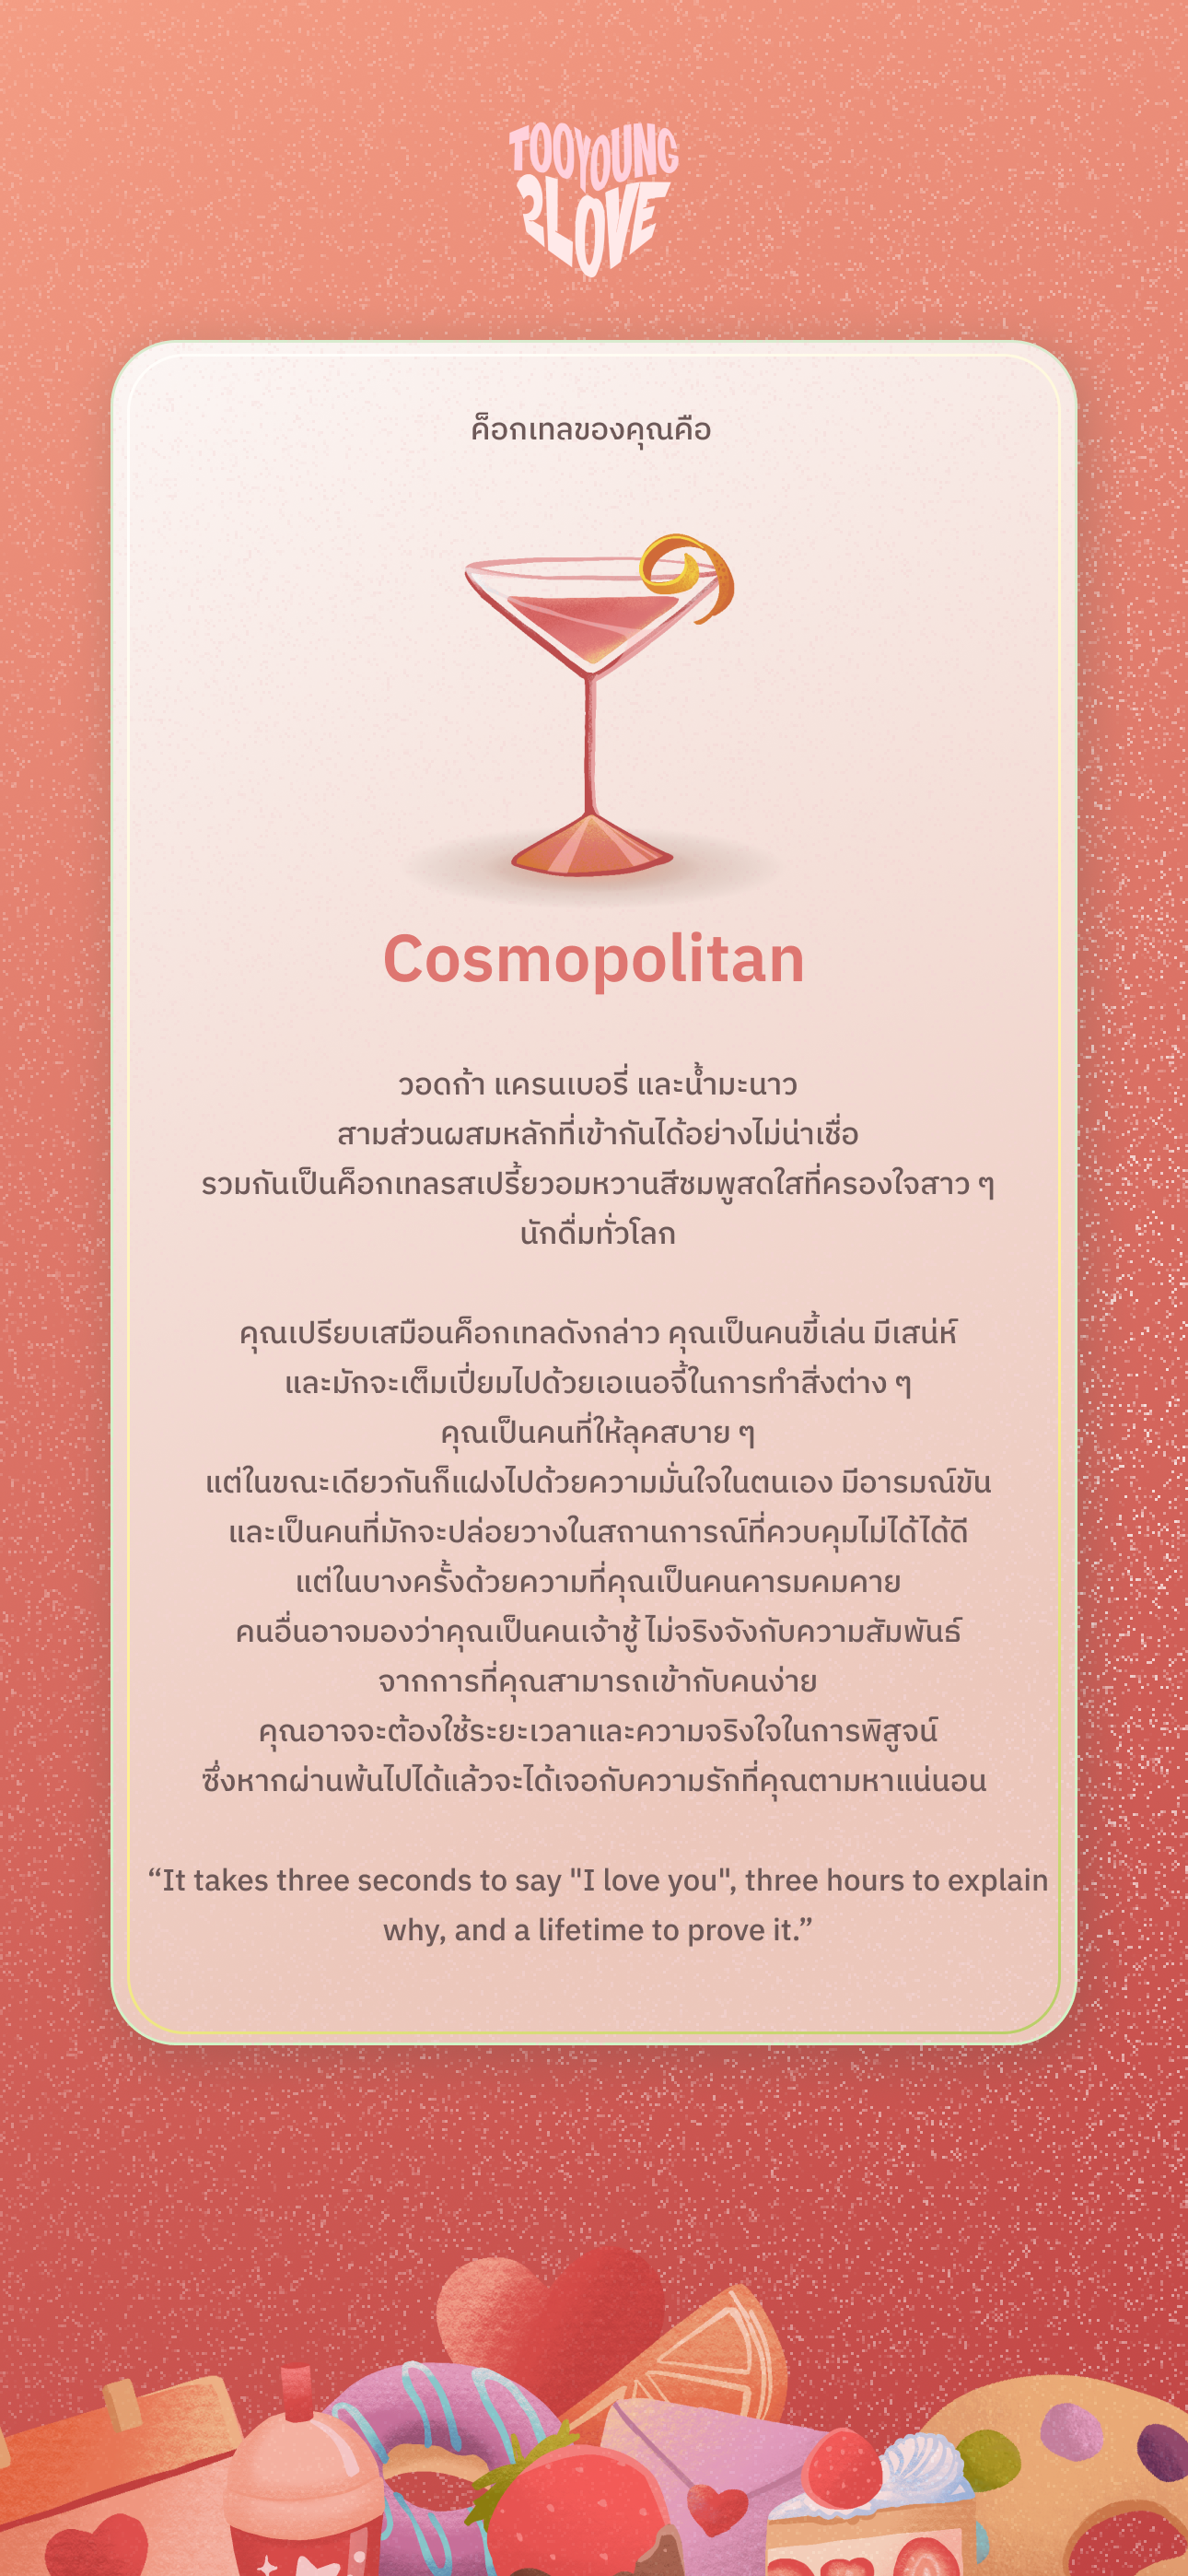 TOO YOUNG
2 LOVE
ค็อกเทลของคุณคือ
Cosmopolitan
วอดก้า แครนเบอรี่ และน้ำมะนาว
สามส่วนผสมหลักที่เข้ากันได้อย่างไม่น่าเชื่อ
รวมกันเป็นค็อกเทลรสเปรี้ยวอมหวานสีชมพูสดใสที่ครองใจสาว ๆ
นักดื่มทั่วโลก
คุณเปรียบเสมือนค็อกเทลดังกล่าว คุณเป็นคนขี้เล่น มีเสน่ห์
และมักจะเต็มเปี่ยมไปด้วยเอเนอจี้ในการทำสิ่งต่าง ๆ
คุณเป็นคนที่ให้ลุคสบาย ๆ
แต่ในขณะเดียวกันก็แฝงไปด้วยความมั่นใจในตนเอง มีอารมณ์ขัน
และเป็นคนที่มักจะปล่อยวางในสถานการณ์ที่ควบคุมไม่ได้ได้ดี
แต่ในบางครั้งด้วยความที่คุณเป็นคนคารมคมคาย
คนอื่นอาจมองว่าคุณเป็นคนเจ้าชู้ ไม่จริงจังกับความสัมพันธ์
จากการที่คุณสามารถเข้ากับคนง่าย
คุณอาจจะต้องใช้ระยะเวลาและความจริงใจในการพิสูจน์
ซึ่งหากผ่านพ้นไปได้แล้วจะได้เจอกับความรักที่คุณตามหาแน่นอน
“It takes three seconds to say "I love you", three hours to explain
why, and a lifetime to prove it.”